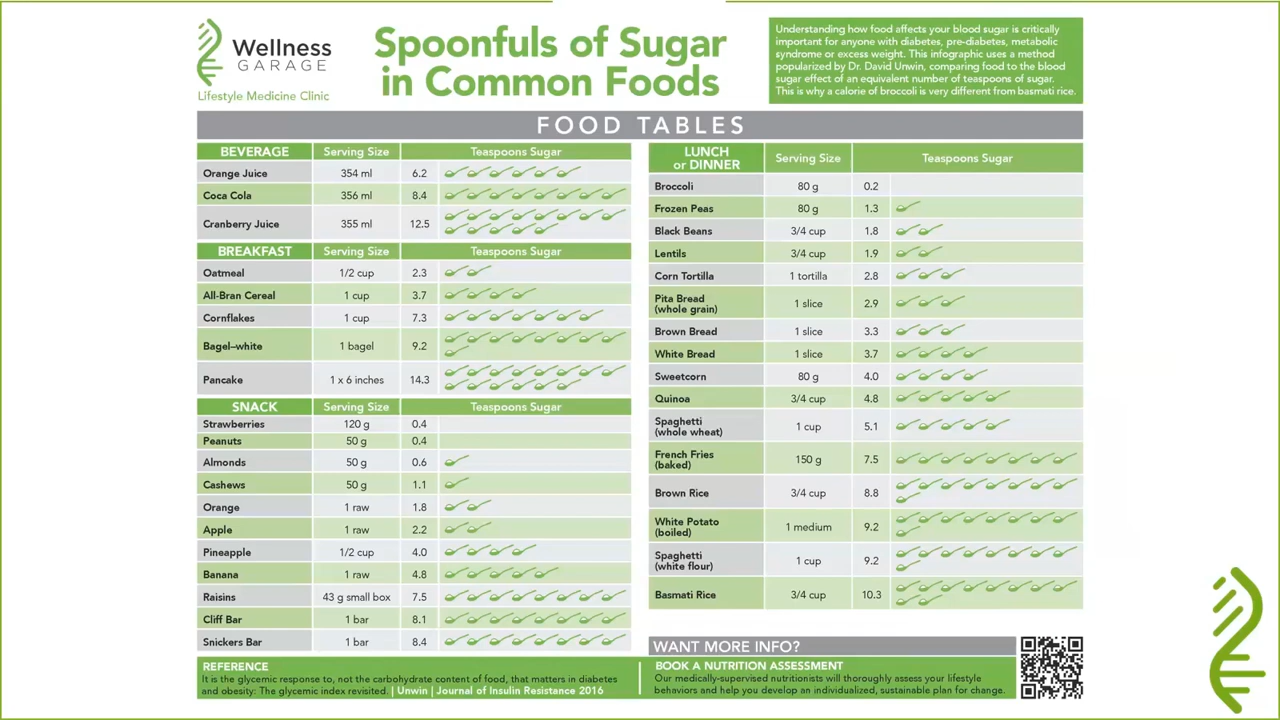 Wellness
GARAGE
Lifestyle Medicine Clinic
Spoonfuls of Sugar
in Common Foods
Understanding how food affects your blood sugar is critically
important for anyone with diabetes, pre-diabetes, metabolic
syndrome or excess weight. This infographic uses a method
popularized by Dr. David Unwin, comparing food to the blood
sugar effect of an equivalent number of teaspoons of sugar.
This is why a calorie of broccoli is very different from basmati rice.
FOOD TABLES
BEVERAGE Serving Size Teaspoons Sugar
Orange Juice 354 ml 6.2
Coca Cola 356 ml 8.4
Cranberry Juice 355 ml 12.5
BREAKFAST Serving Size Teaspoons Sugar
Oatmeal 1/2 cup 2.3
All-Bran Cereal 1 cup 3.7
Cornflakes 1 cup 7.3
Bagel–white 1 bagel 9.2
Pancake 1 x 6 inches 14.3
SNACK Serving Size Teaspoons Sugar
Strawberries 120 g 0.4
Peanuts 50 g 0.4
Almonds 50 g 0.6
Cashews 50 g 1.1
Orange 1 raw 1.8
Apple 1 raw 2.2
Pineapple 1/2 cup 4.0
Banana 1 raw 4.8
Raisins 43 g small box 7.5
Cliff Bar 1 bar 8.1
Snickers Bar 1 bar 8.4
LUNCH
or DINNER Serving Size Teaspoons Sugar
Broccoli 80 g 0.2
Frozen Peas 80 g 1.3
Black Beans 3/4 cup 1.8
Lentils 3/4 cup 1.9
Corn Tortilla 1 tortilla 2.8
Pita Bread
(whole grain) 1 slice 2.9
Brown Bread 1 slice 3.3
White Bread 1 slice 3.7
Sweetcorn 80 g 4.0
Quinoa 3/4 cup 4.8
Spaghetti
(whole wheat) 1 cup 5.1
French Fries
(baked) 150 g 7.5
Brown Rice 3/4 cup 8.8
White Potato
(boiled) 1 medium 9.2
Spaghetti
(white flour) 1 cup 9.2
Basmati Rice 3/4 cup 10.3
REFERENCE
It is the glycemic response to, not the carbohydrate content of food, that matters in diabetes
and obesity: The glycemic index revisited. | Unwin | Journal of Insulin Resistance 2016
WANT MORE INFO?
BOOK A NUTRITION ASSESSMENT
Our medically-supervised nutritionists will thoroughly assess your lifestyle
behaviors and help you develop an individualized, sustainable plan for change.